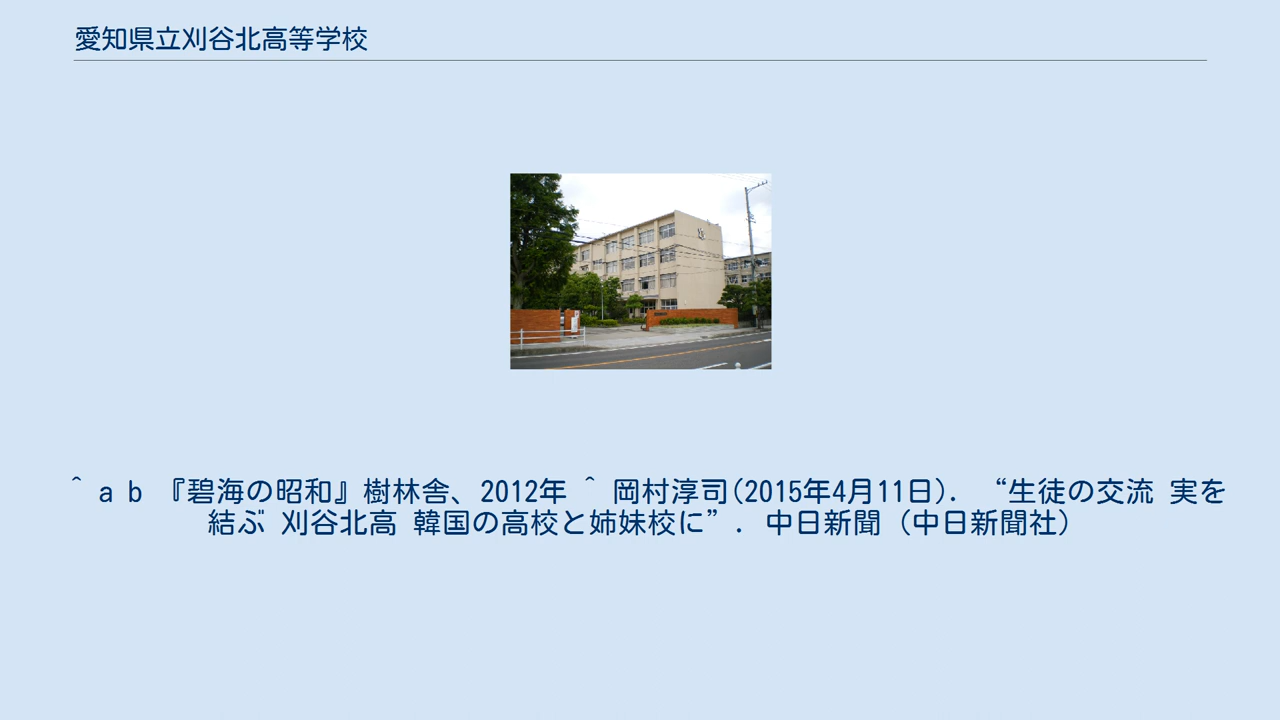 愛知県立刈谷北高等学校
^ a b 『碧海の昭和』樹林舎、2012年 ^ 岡村淳司(2015年4月11日). “生徒の交流 実を
結ぶ 刈谷北高 韓国の高校と姉妹校に”. 中日新聞 (中日新聞社)